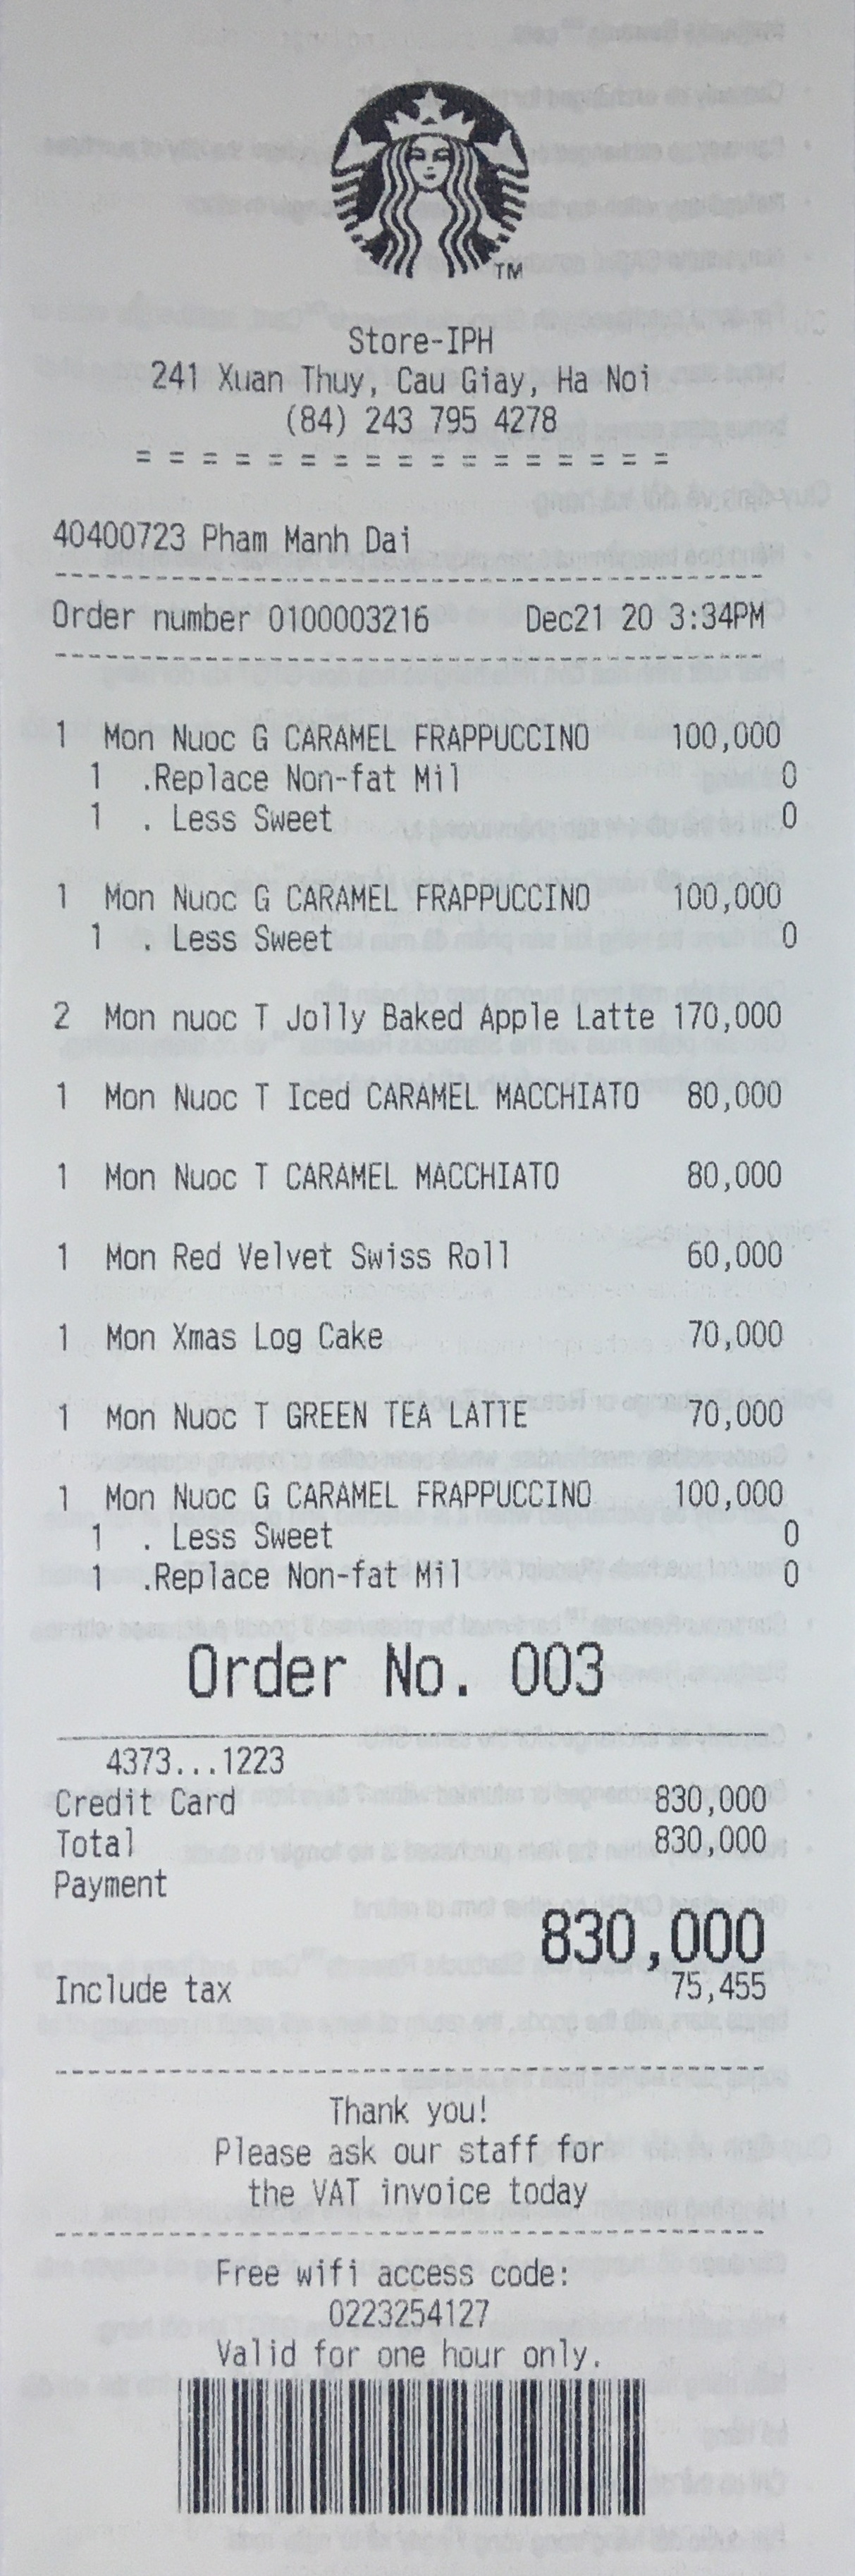 TM
Store-IPH
241 Xuan Thuy, Cau Giay, Ha Noi
(84) 243 795 4278
= = = = = = = = = = = = = = = =
40400723 Pham Manh Dai
Order number 0100003216 Dec21 20 3:34PM
1 Mon Nuoc G CARAMEL FRAPPUCCINO 100,000
1 .Replace Non-fat Mil 0
1 . Less Sweet 0
1 Mon Nuoc G CARAMEL FRAPPUCCINO 100,000
1 . Less Sweet 0
2 Mon nuoc T Jolly Baked Apple Latte 170,000
1 Mon Nuoc T Iced CARAMEL MACCHIATO 80,000
1 Mon Nuoc T CARAMEL MACCHIATO 80,000
1 Mon Red Velvet Swiss Roll 60,000
1 Mon Xmas Log Cake 70,000
1 Mon Nuoc T GREEN TEA LATTE 70,000
1 Mon Nuoc G CARAMEL FRAPPUCCINO 100,000
1 . Less Sweet 0
1 .Replace Non-fat Mil 0
Order No. 003
4373...1223
Credit Card 830,000
Total 830,000
Payment
830,000
Include tax 75,455
Thank you!
Please ask our staff for
the VAT invoice today
Free wifi access code:
0223254127
Valid for one hour only.